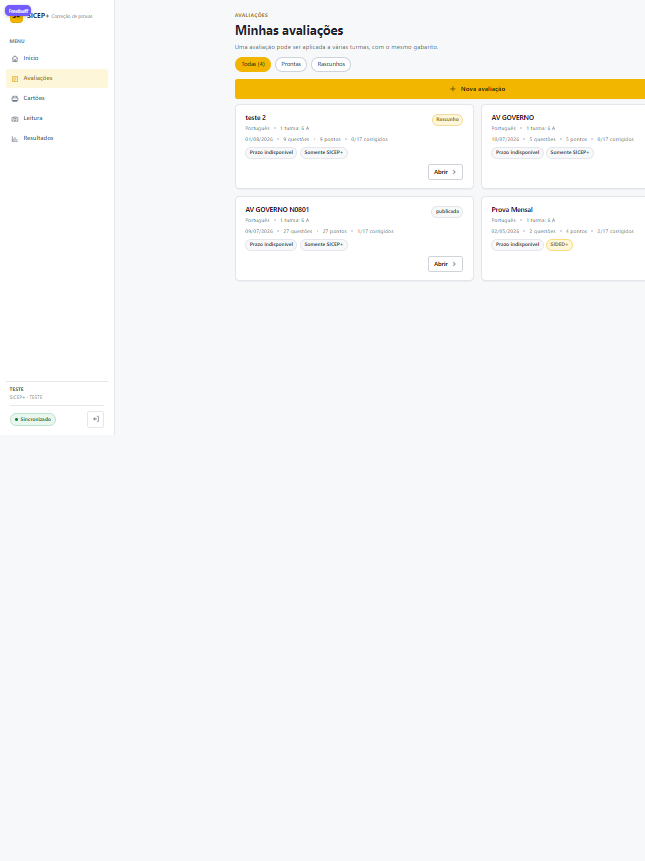 SICEP+ Correção de provas
MENU
Início
Avaliações
Cartões
Leitura
Resultados
TESTE
SICEP+ · TESTE
Sincronizado
AVALIAÇÕES
Minhas avaliações
Uma avaliação pode ser aplicada a várias turmas, com o mesmo gabarito.
Todas (4)
Prontas
Rascunhos
+ Nova avaliação
teste 2
Rascunho
Português • 1 turma: 6 A
01/08/2026 • 9 questões • 9 pontos • 0/17 corrigidos
Prazo indisponível
Somente SICEP+
Abrir
AV GOVERNO
Português • 1 turma: 6 A
10/07/2026 • 5 questões • 5 pontos • 0/17 corrigidos
Prazo indisponível
Somente SICEP+
AV GOVERNO N0801
publicada
Português • 1 turma: 6 A
09/07/2026 • 27 questões • 27 pontos • 1/17 corrigidos
Prazo indisponível
Somente SICEP+
Abrir
Prova Mensal
Português • 1 turma: 6 A
02/05/2026 • 2 questões • 4 pontos • 2/17 corrigidos
Prazo indisponível
SIGED+